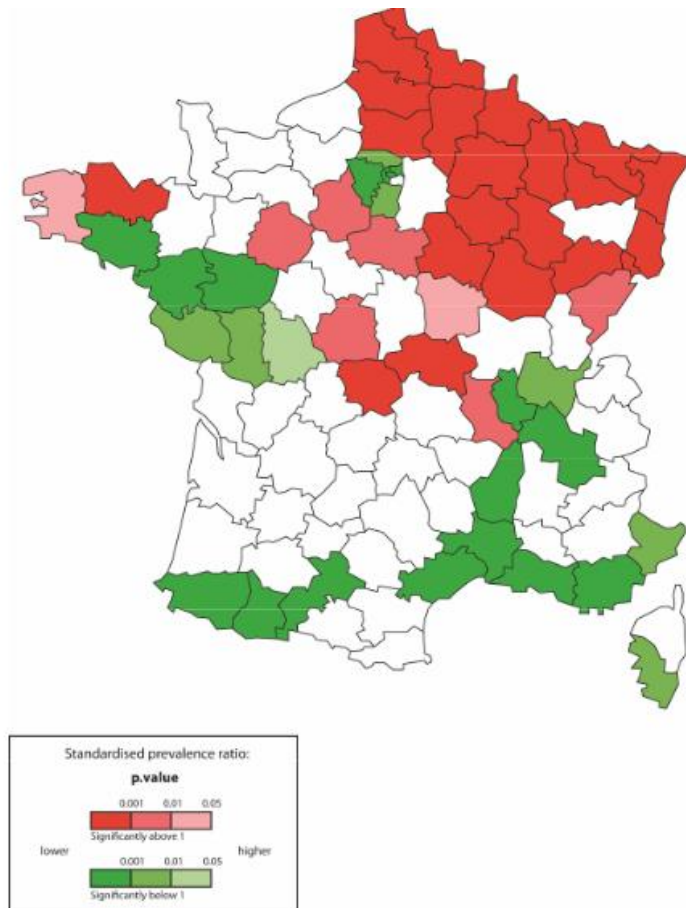 Standardised prevalence ratio:
p.value
0.001 0.01 0.05
Significantly above 1
lower higher
0.001 0.01 0.05
Significantly below 1